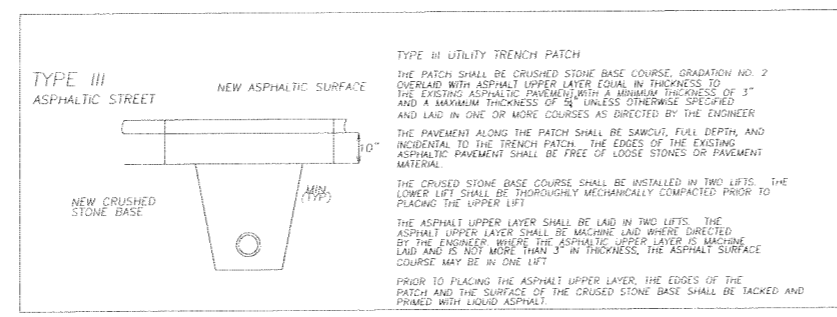 TYPE III
ASPHALTIC STREET
NEW ASPHALTIC SURFACE
10"
NEW CRUSHED
STONE BASE
MIN
(TYP)
TYPE III UTILITY TRENCH PATCH
THE PATCH SHALL BE CRUSHED STONE BASE COURSE, GRADATION NO. 2
OVERLAID WITH ASPHALT UPPER LAYER EQUAL IN THICKNESS TO
THE EXISTING ASPHALTIC PAVEMENT WITH A MINIMUM THICKNESS OF 3"
AND A MAXIMUM THICKNESS OF UNLESS OTHERWISE SPECIFIED
AND LAID IN ONE OR MORE COURSES AS DIRECTED BY THE ENGINEER
THE PAVEMENT ALONG THE PATCH SHALL BE SAWCUT, FULL DEPTH, AND
INCIDENTAL TO THE TRENCH PATCH. THE EDGES OF THE EXISTING
ASPHALTIC PAVEMENT SHALL BE FREE OF LOOSE STONES OR PAVEMENT
MATERIAL.
THE CRUSED STONE BASE COURSE SHALL BE INSTALLED IN TWO LIFTS. THE
LOWER LIFT SHALL BE THOROUGHLY MECHANICALLY COMPACTED PRIOR TO
PLACING THE UPPER LIFT
THE ASPHALT UPPER LAYER SHALL BE LAID IN TWO LIFTS. THE
ASPHALT UPPER LAYER SHALL BE MACHINE LAID WHERE DIRECTED
BY THE ENGINEER. WHERE THE ASPHALTIC UPPER LAYER IS MACHINE
LAID AND IS NOT MORE THAN 3" IN THICKNESS, THE ASPHALT SURFACE
COURSE MAY BE IN ONE LIFT
PRIOR TO PLACING THE ASPHALT UPPER LAYER, THE EDGES OF THE
PATCH AND THE SURFACE OF THE CRUSED STONE BASE SHALL BE TACKED AND
PRIMED WITH LIQUID ASPHALT.